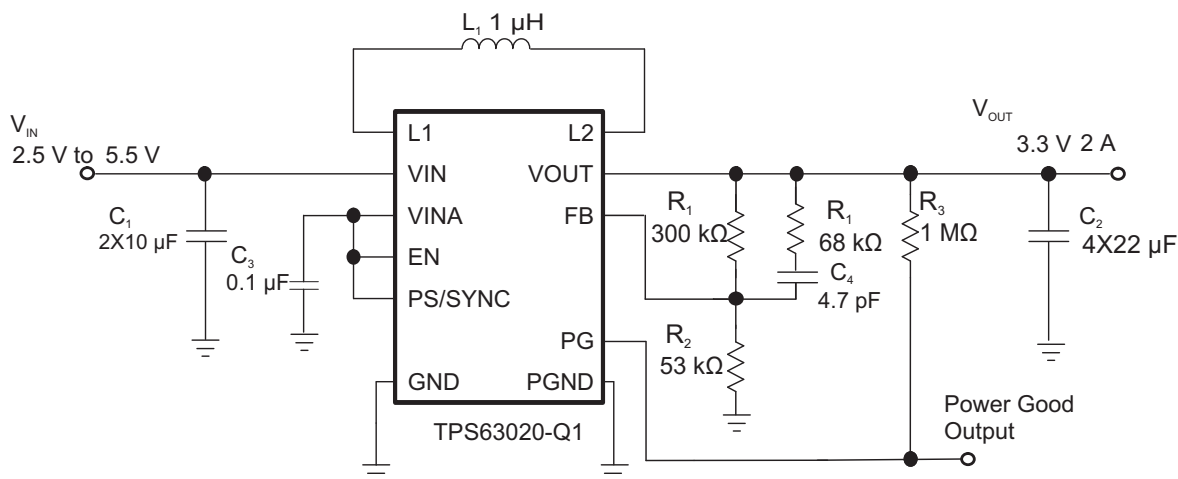 L₁ 1 µH
V_IN
2.5 V to 5.5 V
V_OUT
3.3 V 2 A
L1
L2
VIN
VOUT
VINA
FB
EN
PS/SYNC
PG
GND
PGND
TPS63020-Q1
C₁
2X10 µF
C₃
0.1 µF
R₁
300 kΩ
R₁
68 kΩ
C₄
4.7 pF
R₂
53 kΩ
R₃
1 MΩ
C₂
4X22 µF
Power Good
Output